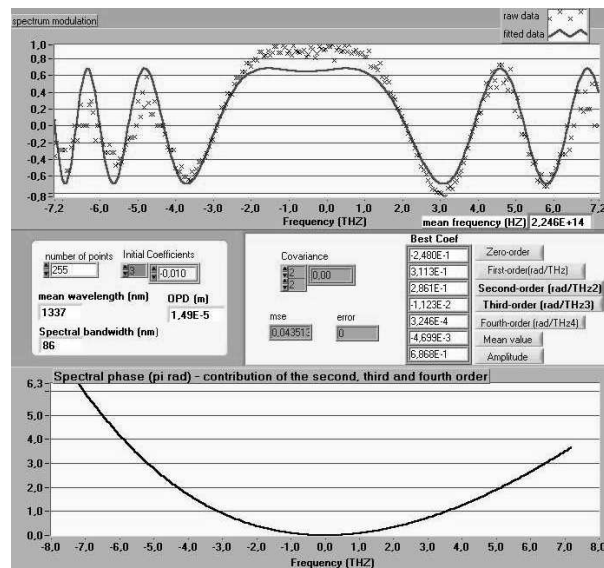 spectrum modulation
raw data
fitted data
1,0
0,8
0,6
0,4
0,2
0,0
-0,2
-0,4
-0,6
-0,8
-7,2 -6,0 -5,0 -4,0 -3,0 -2,0 -1,0 0,0 1,0 2,0 3,0 4,0 5,0 6,0 7,2
Frequency (THZ)
mean frequency (HZ) 2,246E+14
number of points
255
Initial Coefficients
3 -0,010
mean wavelength (nm)
1337
OPD (m)
1,49E-5
Spectral bandwidth (nm)
86
Covariance
2
2
0,00
mse
0,043513
error
0
Best Coef
-2,480E-1 Zero-order
3,113E-1 First-order(rad/THz)
2,861E-1 Second-order (rad/THz2)
-1,123E-2 Third-order (rad/THz3)
3,246E-4 Fourth-order (rad/THz4)
-4,699E-3 Mean value
6,868E-1 Amplitude
Spectral phase (pi rad) - contribution of the second, third and fourth order
6,3
5,0
4,0
3,0
2,0
1,0
0,0
-8,0 -7,0 -6,0 -5,0 -4,0 -3,0 -2,0 -1,0 0,0 1,0 2,0 3,0 4,0 5,0 6,0 7,0 8,0
Frequency (THZ)